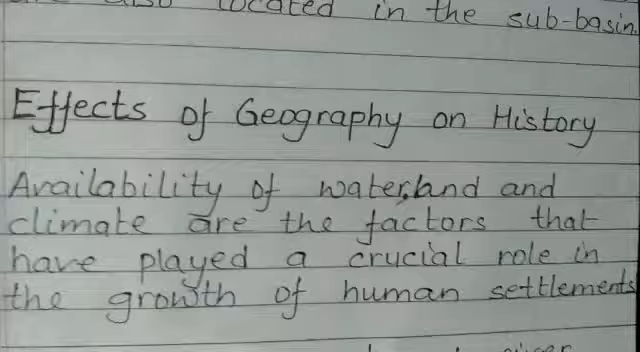 also located in the sub-basin.
Effects of Geography on History
Availability of water,land and
climate are the factors that
have played a crucial role in
the growth of human settlements